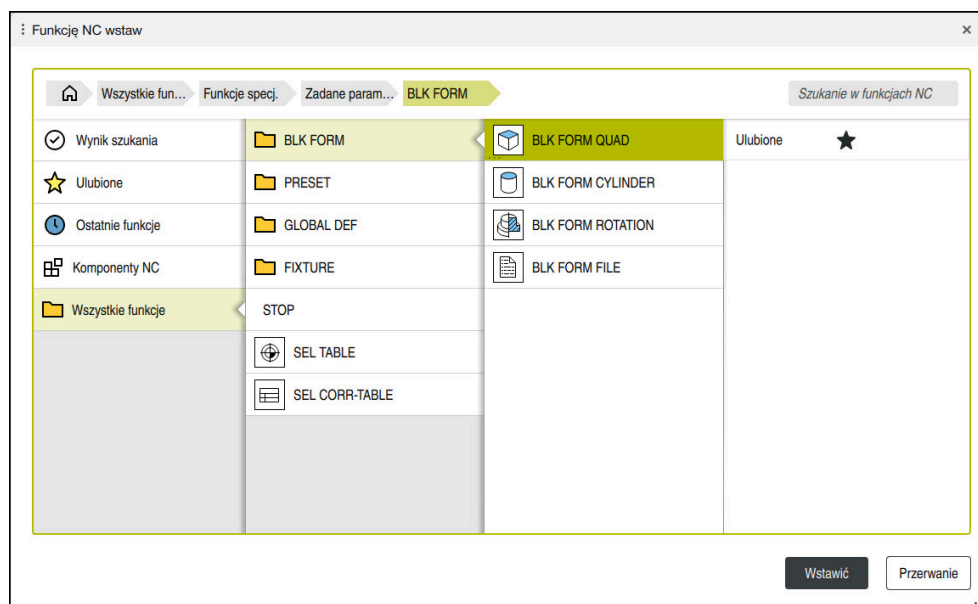 Funkcję NC wstaw
Wszystkie fun... Funkcje specj. Zadane param... BLK FORM Szukanie w funkcjach NC
Wynik szukania
Ulubione
Ostatnie funkcje
Komponenty NC
Wszystkie funkcje
BLK FORM
PRESET
GLOBAL DEF
FIXTURE
STOP
SEL TABLE
SEL CORR-TABLE
BLK FORM QUAD
BLK FORM CYLINDER
BLK FORM ROTATION
BLK FORM FILE
Ulubione
Wstawić Przerwanie